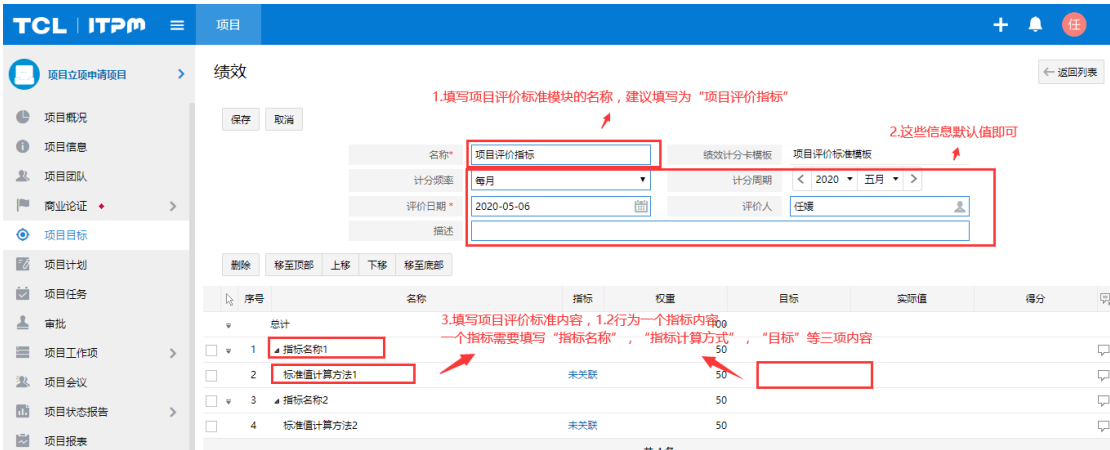 TCL ITPM 项目 任
项目立项申请项目
绩效
返回列表
1.填写项目评价标准模块的名称，建议填写为“项目评价指标”
保存 取消
2.这些信息默认值即可
名称* 项目评价指标 绩效计分卡模板 项目评价标准模板
计分频率 每月 计分周期 2020 五月
评价日期* 2020-05-06 评价人 任媛
描述
删除 移至顶部 上移 下移 移至底部
序号 名称 指标 权重 目标 实际值 得分
3.填写项目评价标准内容，1.2行为一个指标内容，
总计 100
一个指标需要填写“指标名称”，“指标计算方式”，“目标”等三项内容
1 指标名称1 50
2 标准值计算方法1 未关联 50
3 指标名称2 50
4 标准值计算方法2 未关联 50
项目概况
项目信息
项目团队
商业论证
项目目标
项目计划
项目任务
审批
项目工作项
项目会议
项目状态报告
项目报表